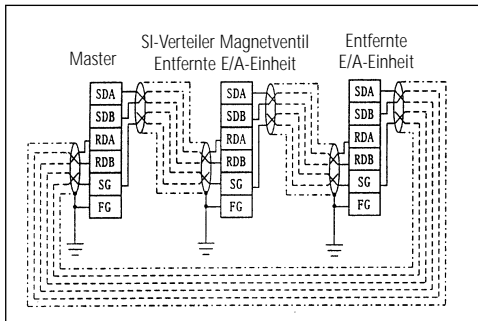 Master
SI-Verteiler Magnetventil
Entfernte E/A-Einheit
Entfernte
E/A-Einheit
SDA
SDB
RDA
RDB
SG
FG
SDA
SDB
RDA
RDB
SG
FG
SDA
SDB
RDA
RDB
SG
FG